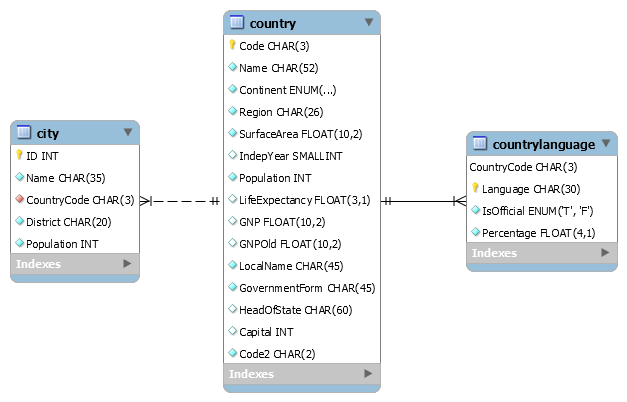 country
Code CHAR(3)
Name CHAR(52)
Continent ENUM(...)
Region CHAR(26)
SurfaceArea FLOAT(10,2)
IndepYear SMALLINT
Population INT
LifeExpectancy FLOAT(3,1)
GNP FLOAT(10,2)
GNPOld FLOAT(10,2)
LocalName CHAR(45)
GovernmentForm CHAR(45)
HeadOfState CHAR(60)
Capital INT
Code2 CHAR(2)
Indexes
city
ID INT
Name CHAR(35)
CountryCode CHAR(3)
District CHAR(20)
Population INT
Indexes
countrylanguage
CountryCode CHAR(3)
Language CHAR(30)
IsOfficial ENUM('T', 'F')
Percentage FLOAT(4,1)
Indexes